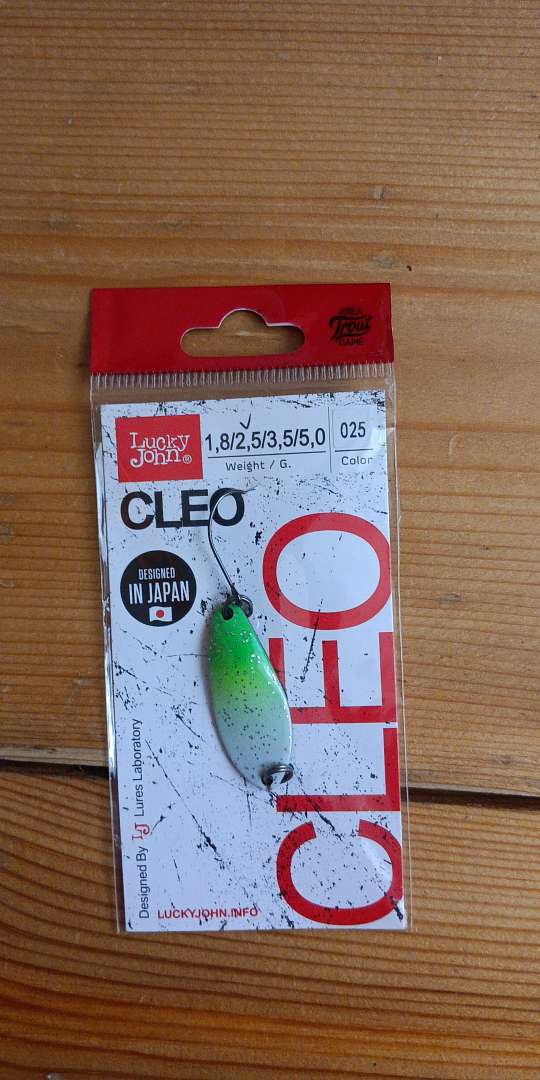 AREA
Trout
GAME
Lucky
John®
1,8/2,5/3,5/5,0
Weight / G.
025
Color
CLEO
DESIGNED
IN JAPAN
CLEO
Designed By LJ Lures Laboratory
LUCKYJOHN.INFO